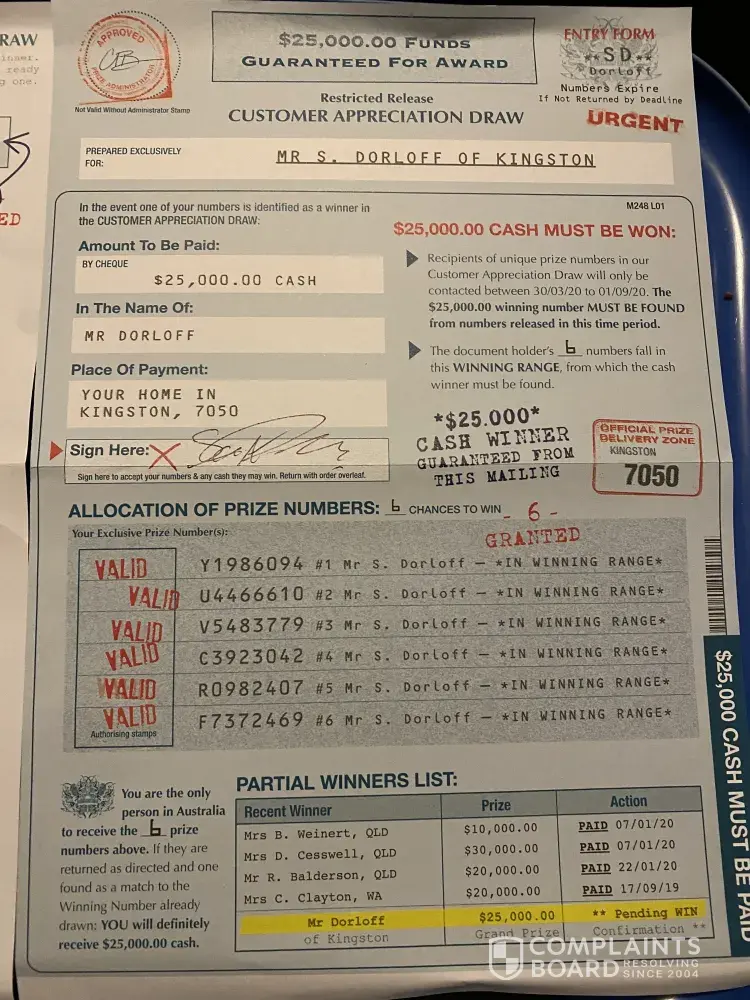 RAW
ready
g one.
ED
APPROVED
PRIZE ADMINISTRATOR
Not Valid Without Administrator Stamp
$25,000.00 FUNDS
GUARANTEED FOR AWARD
Restricted Release
CUSTOMER APPRECIATION DRAW
ENTRY FORM
**SD**
Dorloff
Numbers Expire
If Not Returned by Deadline
URGENT
PREPARED EXCLUSIVELY
FOR:
MR S. DORLOFF OF KINGSTON
In the event one of your numbers is identified as a winner in
the CUSTOMER APPRECIATION DRAW:
Amount To Be Paid:
BY CHEQUE
$25,000.00 CASH
In The Name Of:
MR DORLOFF
Place Of Payment:
YOUR HOME IN
KINGSTON, 7050
Sign Here: X
Sign here to accept your numbers & any cash they may win. Return with order overleaf.
M248 L01
$25,000.00 CASH MUST BE WON:
Recipients of unique prize numbers in our
Customer Appreciation Draw will only be
contacted between 30/03/20 to 01/09/20. The
$25,000.00 winning number MUST BE FOUND
from numbers released in this time period.
The document holder's 6 numbers fall in
this WINNING RANGE, from which the cash
winner must be found.
*$25.000*
CASH WINNER
GUARANTEED FROM
THIS MAILING
OFFICIAL PRIZE
DELIVERY ZONE
KINGSTON
7050
ALLOCATION OF PRIZE NUMBERS: 6 CHANCES TO WIN - 6 -
GRANTED
Your Exclusive Prize Number(s):
VALID Y1986094 #1 Mr S. Dorloff – *IN WINNING RANGE*
VALID U4466610 #2 Mr S. Dorloff – *IN WINNING RANGE*
VALID V5483779 #3 Mr S. Dorloff – *IN WINNING RANGE*
VALID C3923042 #4 Mr S. Dorloff – *IN WINNING RANGE*
VALID R0982407 #5 Mr S. Dorloff – *IN WINNING RANGE*
VALID F7372469 #6 Mr S. Dorloff – *IN WINNING RANGE*
Authorising stamps
$25,000 CASH MUST BE PAID
You are the only
person in Australia
to receive the 6 prize
numbers above. If they are
returned as directed and one
found as a match to the
Winning Number already
drawn: YOU will definitely
receive $25,000.00 cash.
PARTIAL WINNERS LIST:
Recent Winner Prize Action
Mrs B. Weinert, QLD $10,000.00 PAID 07/01/20
Mrs D. Cesswell, QLD $30,000.00 PAID 07/01/20
Mr R. Balderson, QLD $20,000.00 PAID 22/01/20
Mrs C. Clayton, WA $20,000.00 PAID 17/09/19
Mr Dorloff $25,000.00 ** Pending WIN
of Kingston Grand Prize Confirmation **
COMPLAINTS
BOARD RESOLVING
SINCE 2004